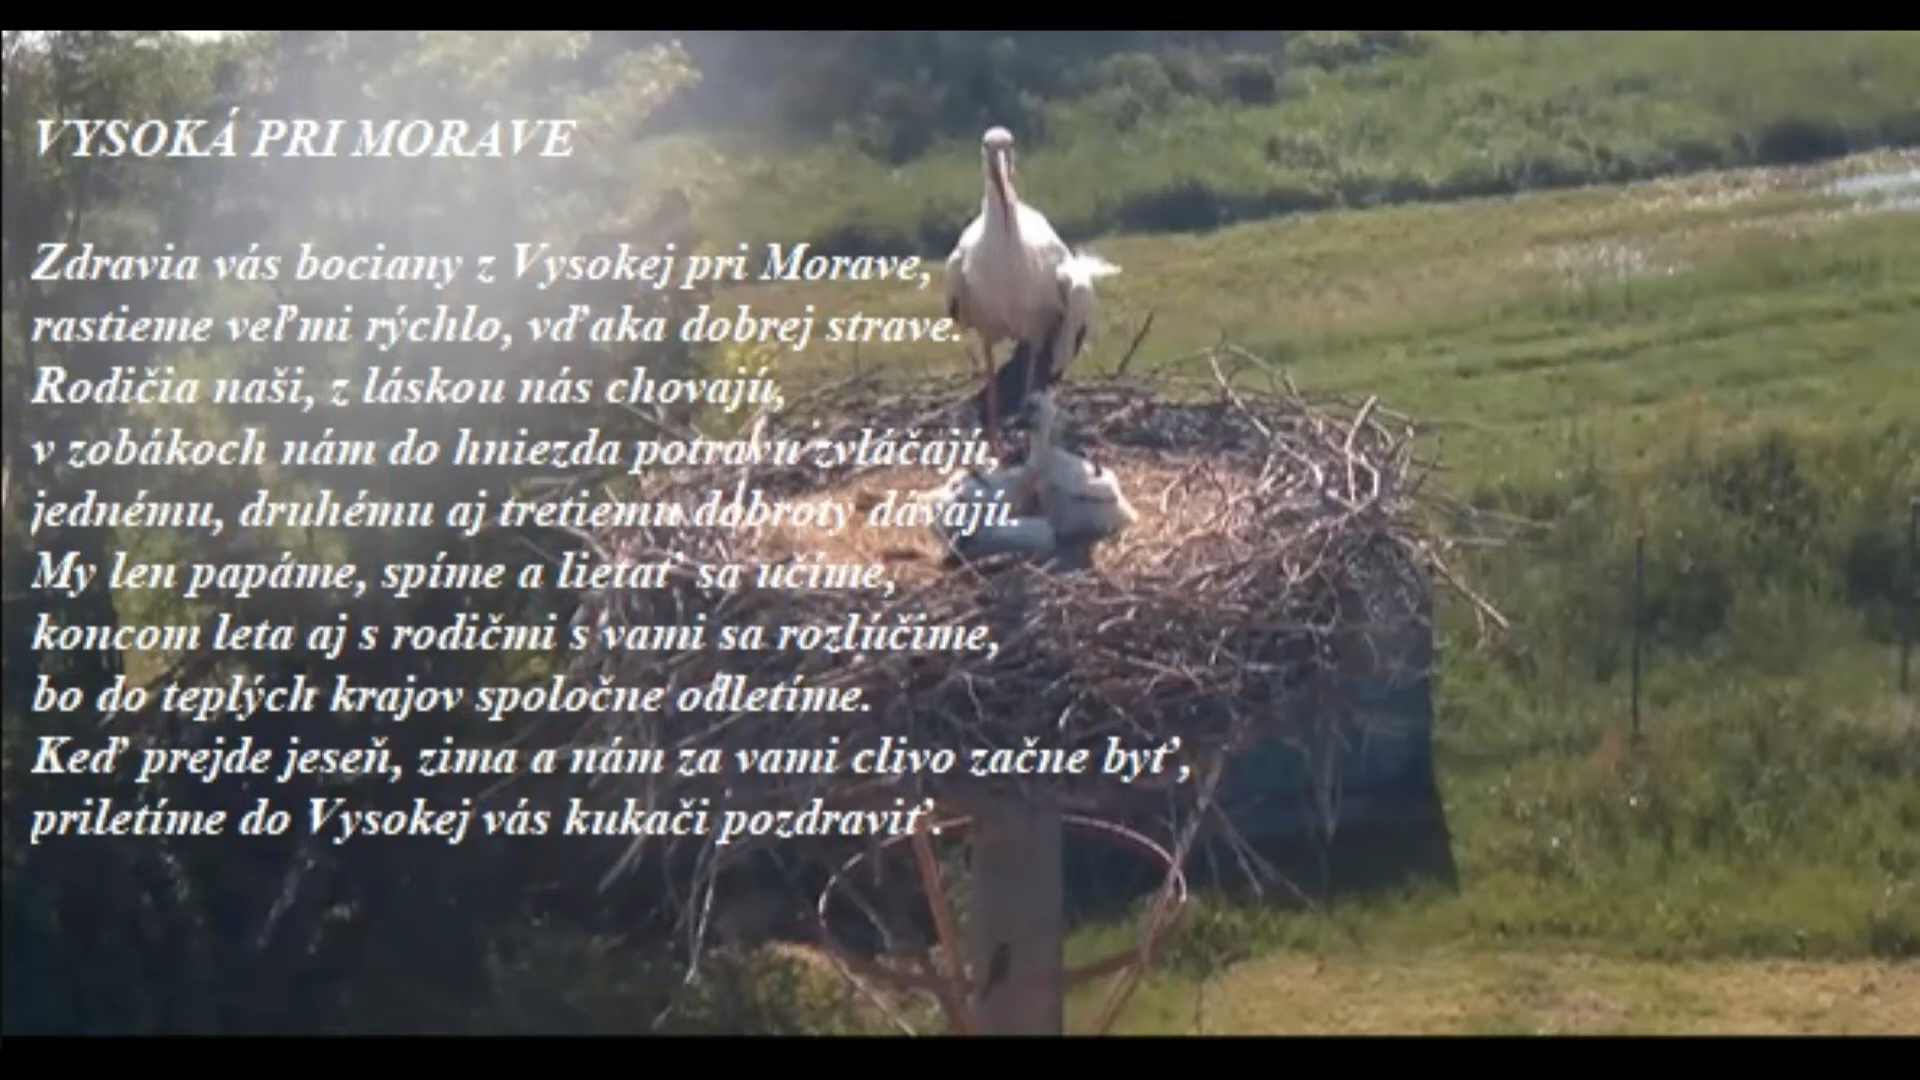 VYSOKÁ PRI MORAVE
Zdravia vás bociany z Vysokej pri Morave,
rastieme veľmi rýchlo, vďaka dobrej strave.
Rodičia naši, z láskou nás chovajú,
v zobákoch nám do hniezda potravu zvláčajú,
jednému, druhému aj tretiemu dobroty dávajú.
My len papáme, spíme a lietať sa učíme,
koncom leta aj s rodičmi s vami sa rozlúčime,
bo do teplých krajov spoločne odletíme.
Keď prejde jeseň, zima a nám za vami clivo začne byť,
priletíme do Vysokej vás kukači pozdraviť.